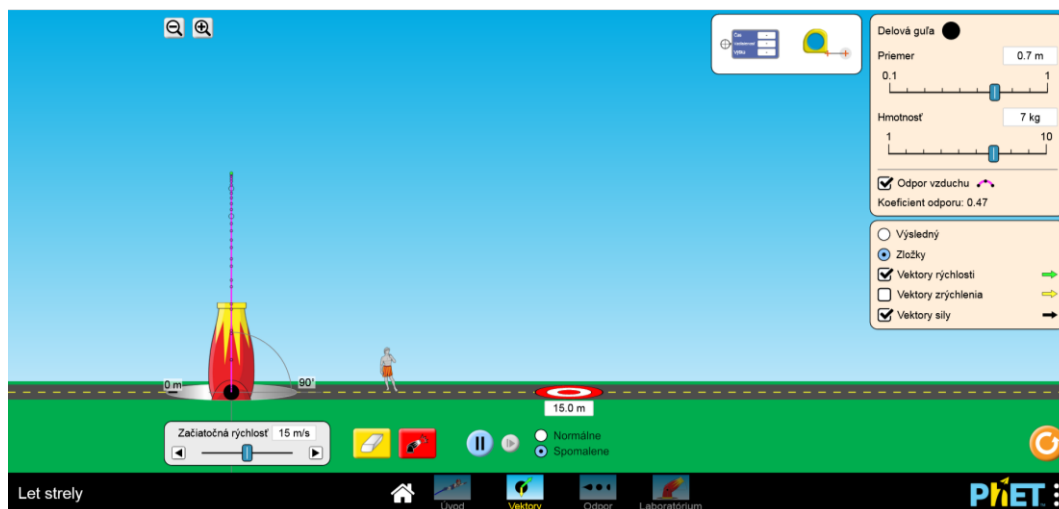 Delová guľa
Priemer 0.7 m
0.1 1
Hmotnosť 7 kg
1 10
Odpor vzduchu
Koeficient odporu: 0.47
Výsledný
Zložky
Vektory rýchlosti
Vektory zrýchlenia
Vektory sily
Čas
Výška
0 m
90°
15.0 m
Začiatočná rýchlosť 15 m/s
Normálne
Spomalene
Let strely
Úvod
Vektory
Odpor
Laboratórium
PhET